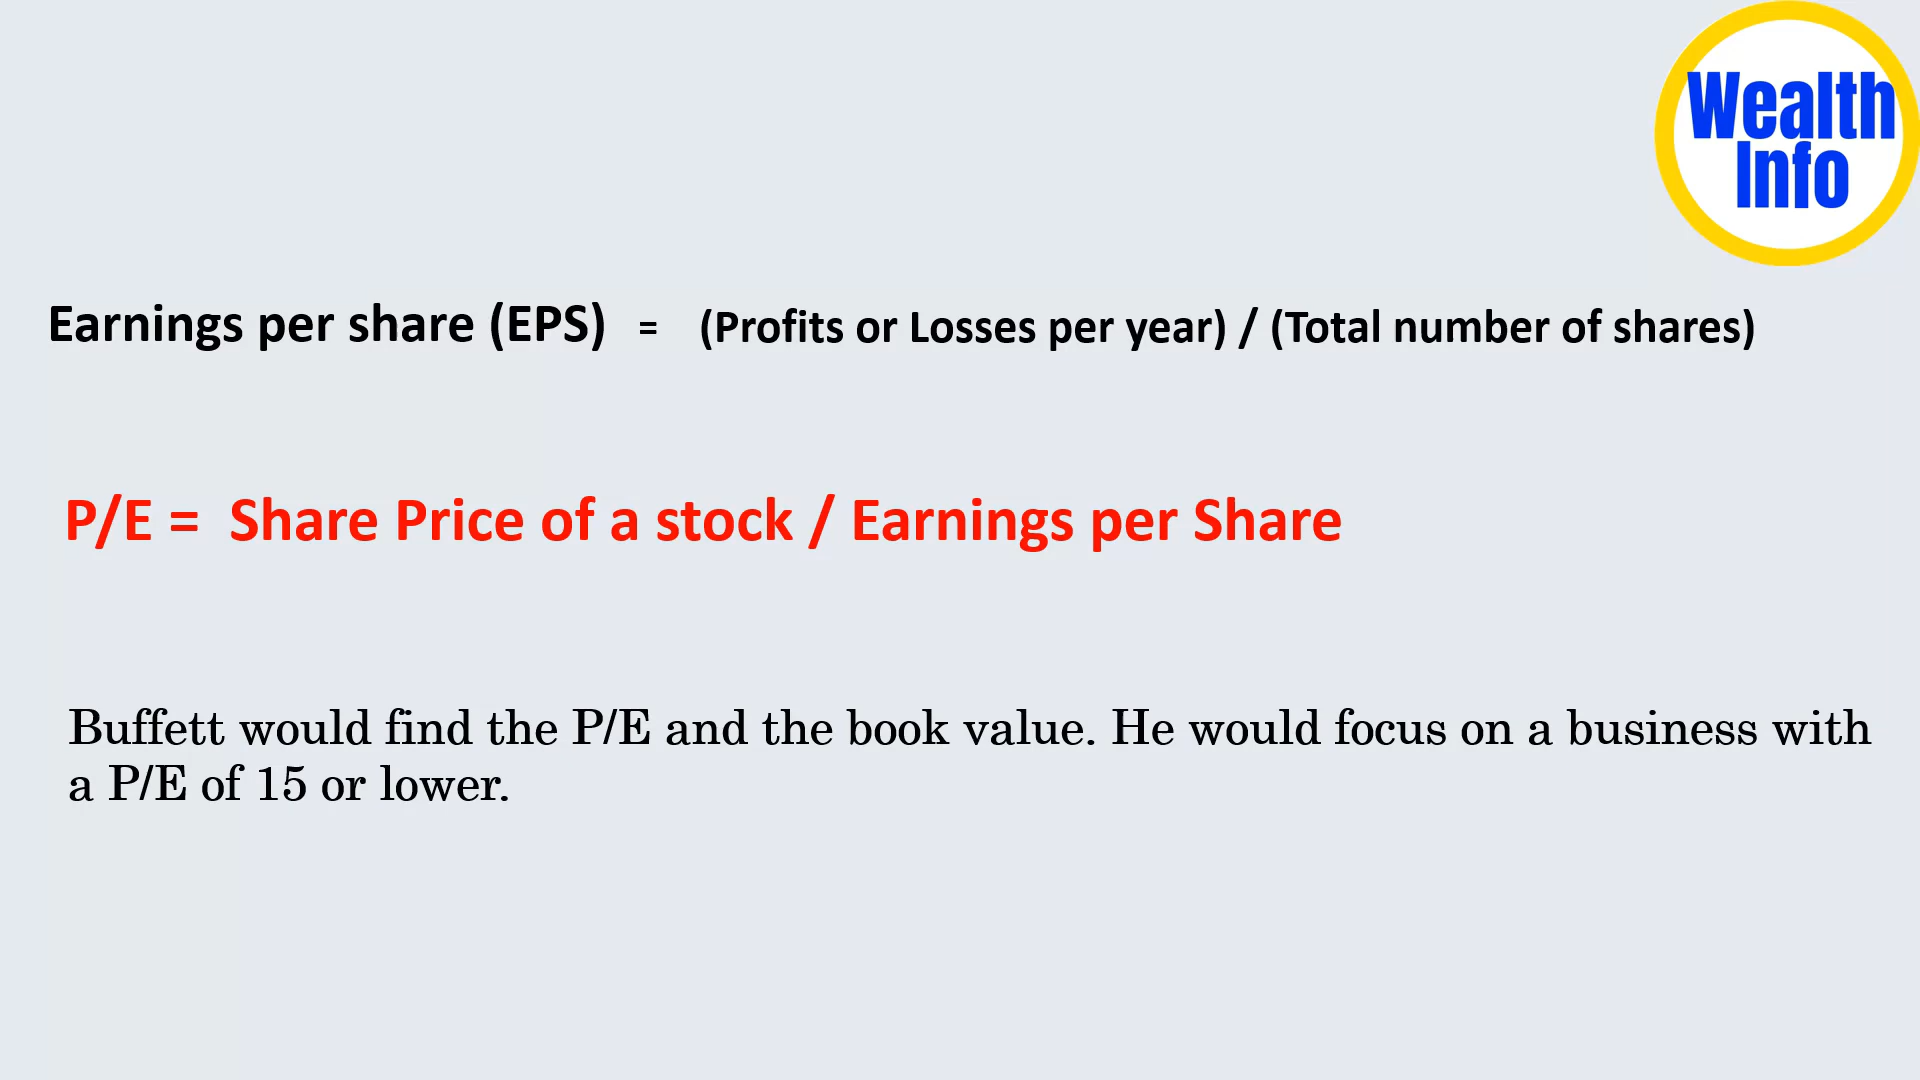 Wealth
Info
Earnings per share (EPS) = (Profits or Losses per year) / (Total number of shares)
P/E = Share Price of a stock / Earnings per Share
Buffett would find the P/E and the book value. He would focus on a business with
a P/E of 15 or lower.